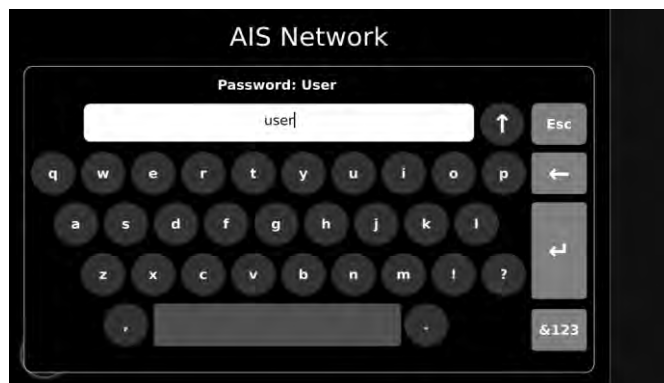 AIS Network
Password: User
user
↑ Esc
q w e r t y u i o p ←
a s d f g h j k l ↵
z x c v b n m ! ?
, . &123